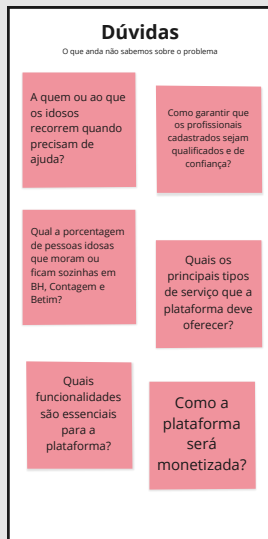 Dúvidas
O que anda não sabemos sobre o problema
A quem ou ao que
os idosos
recorrem quando
precisam de
ajuda?
Como garantir que
os profissionais
cadastrados sejam
qualificados e de
confiança?
Qual a porcentagem
de pessoas idosas
que moram ou
ficam sozinhas em
BH, Contagem e
Betim?
Quais os
principais tipos
de serviço que a
plataforma deve
oferecer?
Quais
funcionalidades
são essenciais
para a
plataforma?
Como a
plataforma
será
monetizada?